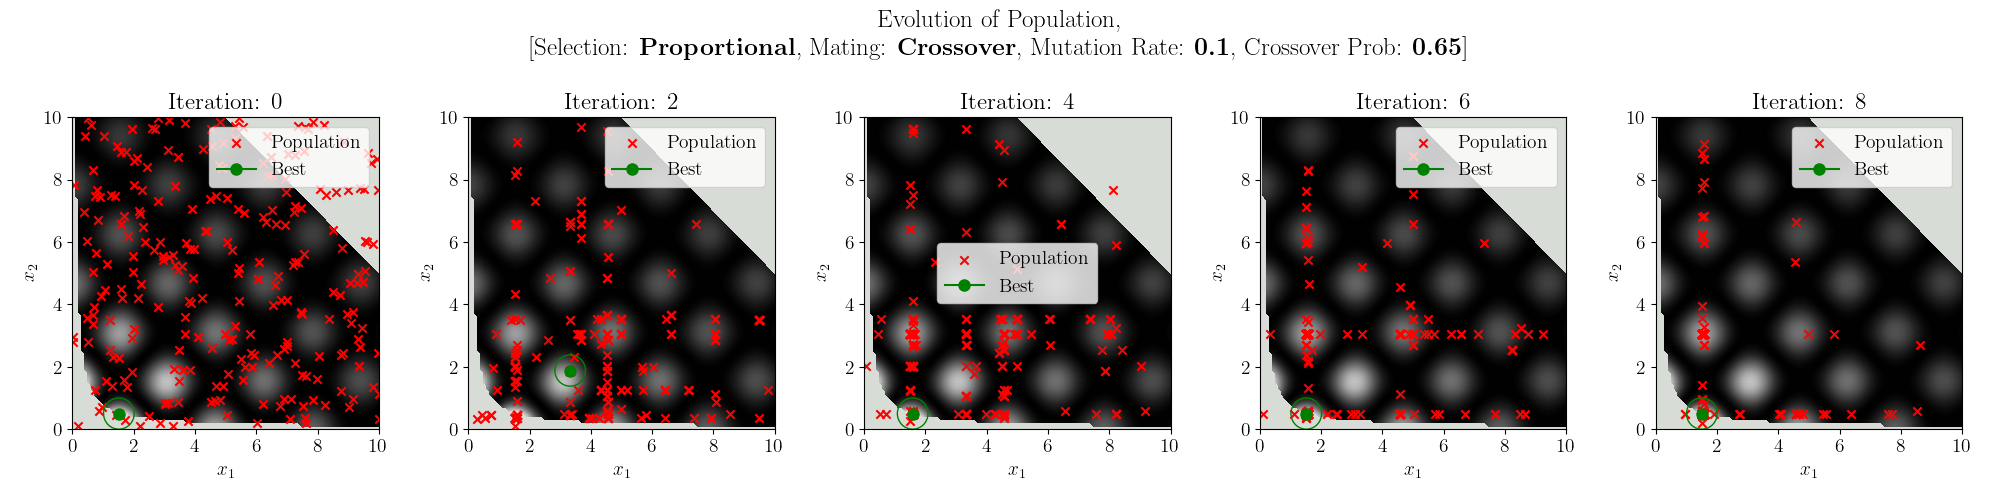 Evolution of Population,
[Selection: Proportional, Mating: Crossover, Mutation Rate: 0.1, Crossover Prob: 0.65]
Iteration: 0
10
8
6
4
2
0
x2
0 2 4 6 8 10
x1
Population
Best
Iteration: 2
10
8
6
4
2
0
x2
0 2 4 6 8 10
x1
Population
Best
Iteration: 4
10
8
6
4
2
0
x2
0 2 4 6 8 10
x1
Population
Best
Iteration: 6
10
8
6
4
2
0
x2
0 2 4 6 8 10
x1
Population
Best
Iteration: 8
10
8
6
4
2
0
x2
0 2 4 6 8 10
x1
Population
Best